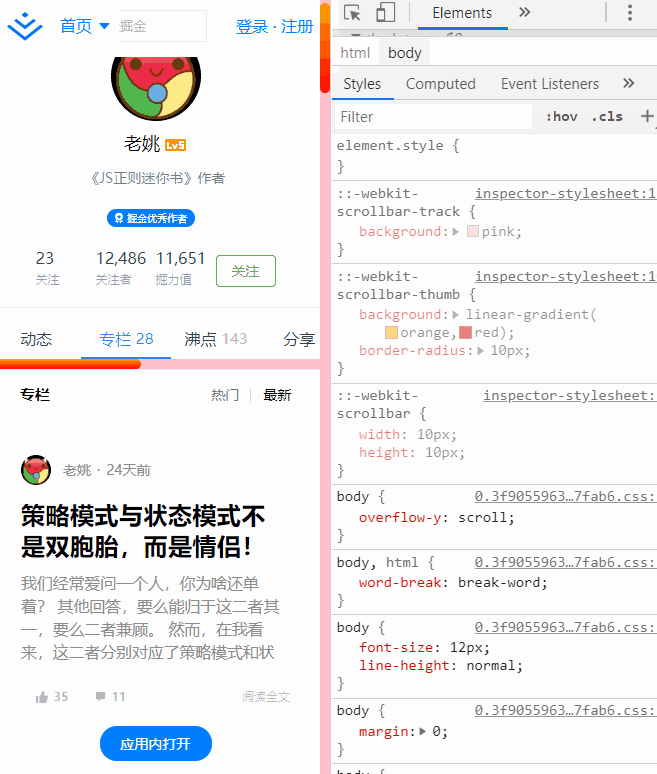 首页
掘金
登录 · 注册
老姚 Lv5
《JS正则迷你书》作者
掘金优秀作者
23
12,486
11,651
关注
关注者
掘力值
关注
动态
专栏 28
沸点 143
分享
专栏
热门
最新
老姚 · 24天前
策略模式与状态模式不
是双胞胎，而是情侣！
我们经常爱问一个人，你为啥还单
着？ 其他回答，要么能归于这二者其
一，要么二者兼顾。 然而，在我看
来，这二者分别对应了策略模式和状
35
11
阅读全文
应用内打开
Elements
html
body
Styles
Computed
Event Listeners
Filter
:hov
.cls
element.style {
}
::-webkit-
inspector-stylesheet:1
scrollbar-track {
background: pink;
}
::-webkit-
inspector-stylesheet:1
scrollbar-thumb {
background: linear-gradient(
orange, red);
border-radius: 10px;
}
::-webkit-
inspector-stylesheet:
scrollbar {
width: 10px;
height: 10px;
}
body {
0.3f9055963…7fab6.css:
overflow-y: scroll;
}
body, html {
0.3f9055963…7fab6.css:
word-break: break-word;
}
body {
0.3f9055963…7fab6.css:
font-size: 12px;
line-height: normal;
}
body {
0.3f9055963…7fab6.css:
margin: 0;
}